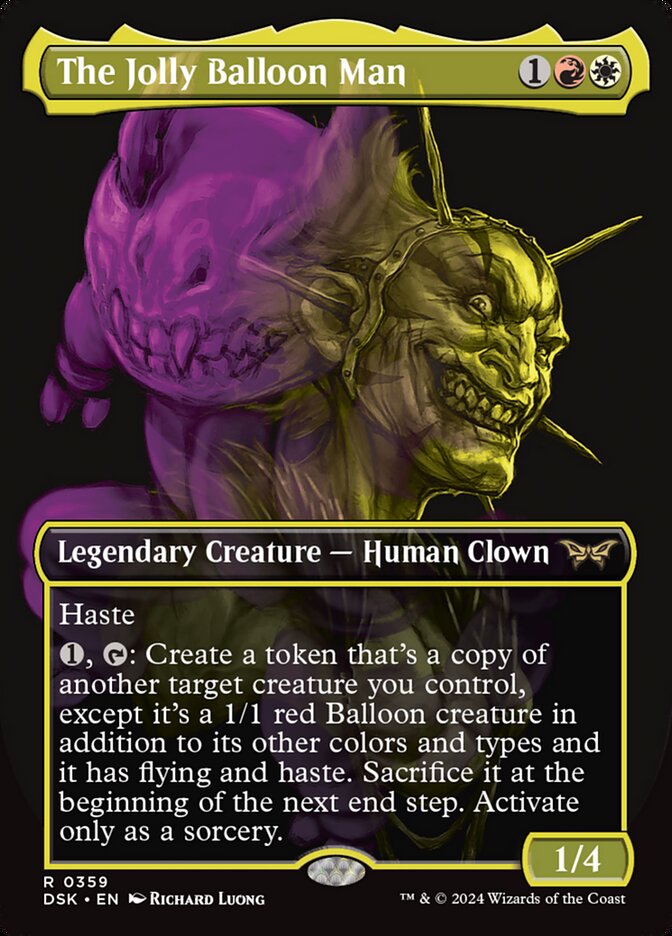 The Jolly Balloon Man 1
Legendary Creature — Human Clown
Haste
1, : Create a token that's a copy of
another target creature you control,
except it's a 1/1 red Balloon creature in
addition to its other colors and types and
it has flying and haste. Sacrifice it at the
beginning of the next end step. Activate
only as a sorcery.
1/4
R 0359
DSK • EN Richard Luong
™ & © 2024 Wizards of the Coast